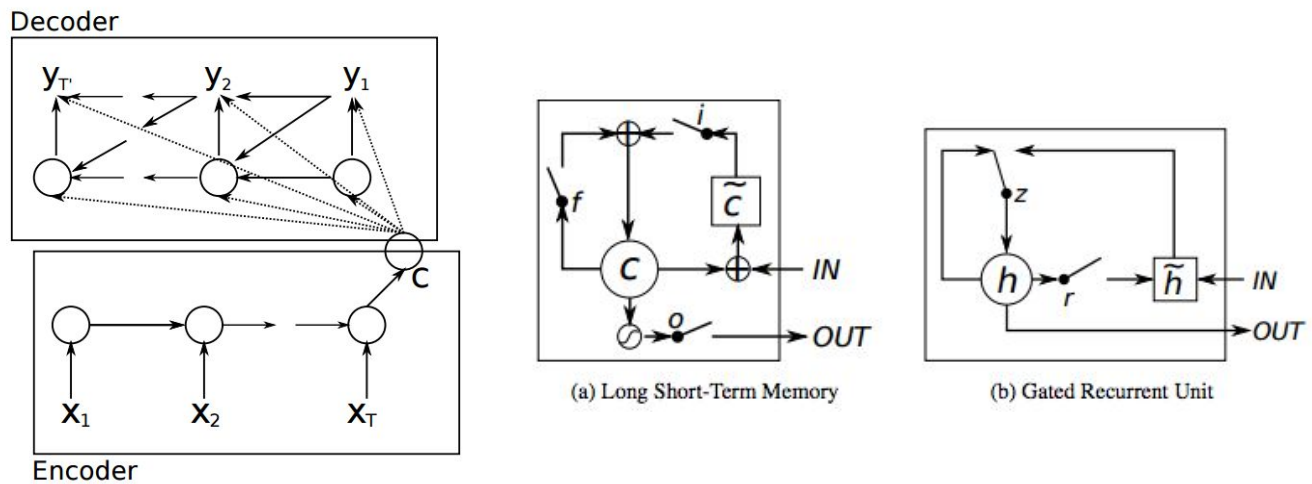 Decoder
y_T' y_2 y_1
c
x_1 x_2 x_T
Encoder
i
f
c̃
c
IN
o
OUT
(a) Long Short-Term Memory
z
h
r
h̃
IN
OUT
(b) Gated Recurrent Unit